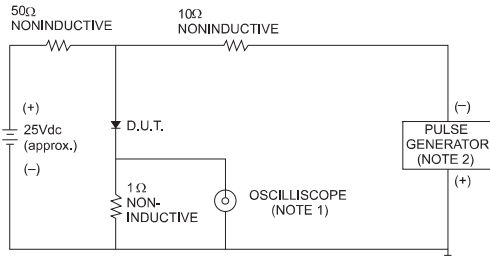 50Ω
NONINDUCTIVE
10Ω
NONINDUCTIVE
(+)
25Vdc
(approx.)
(–)
D.U.T.
1Ω
NON-
INDUCTIVE
OSCILLISCOPE
(NOTE 1)
(–)
PULSE
GENERATOR
(NOTE 2)
(+)